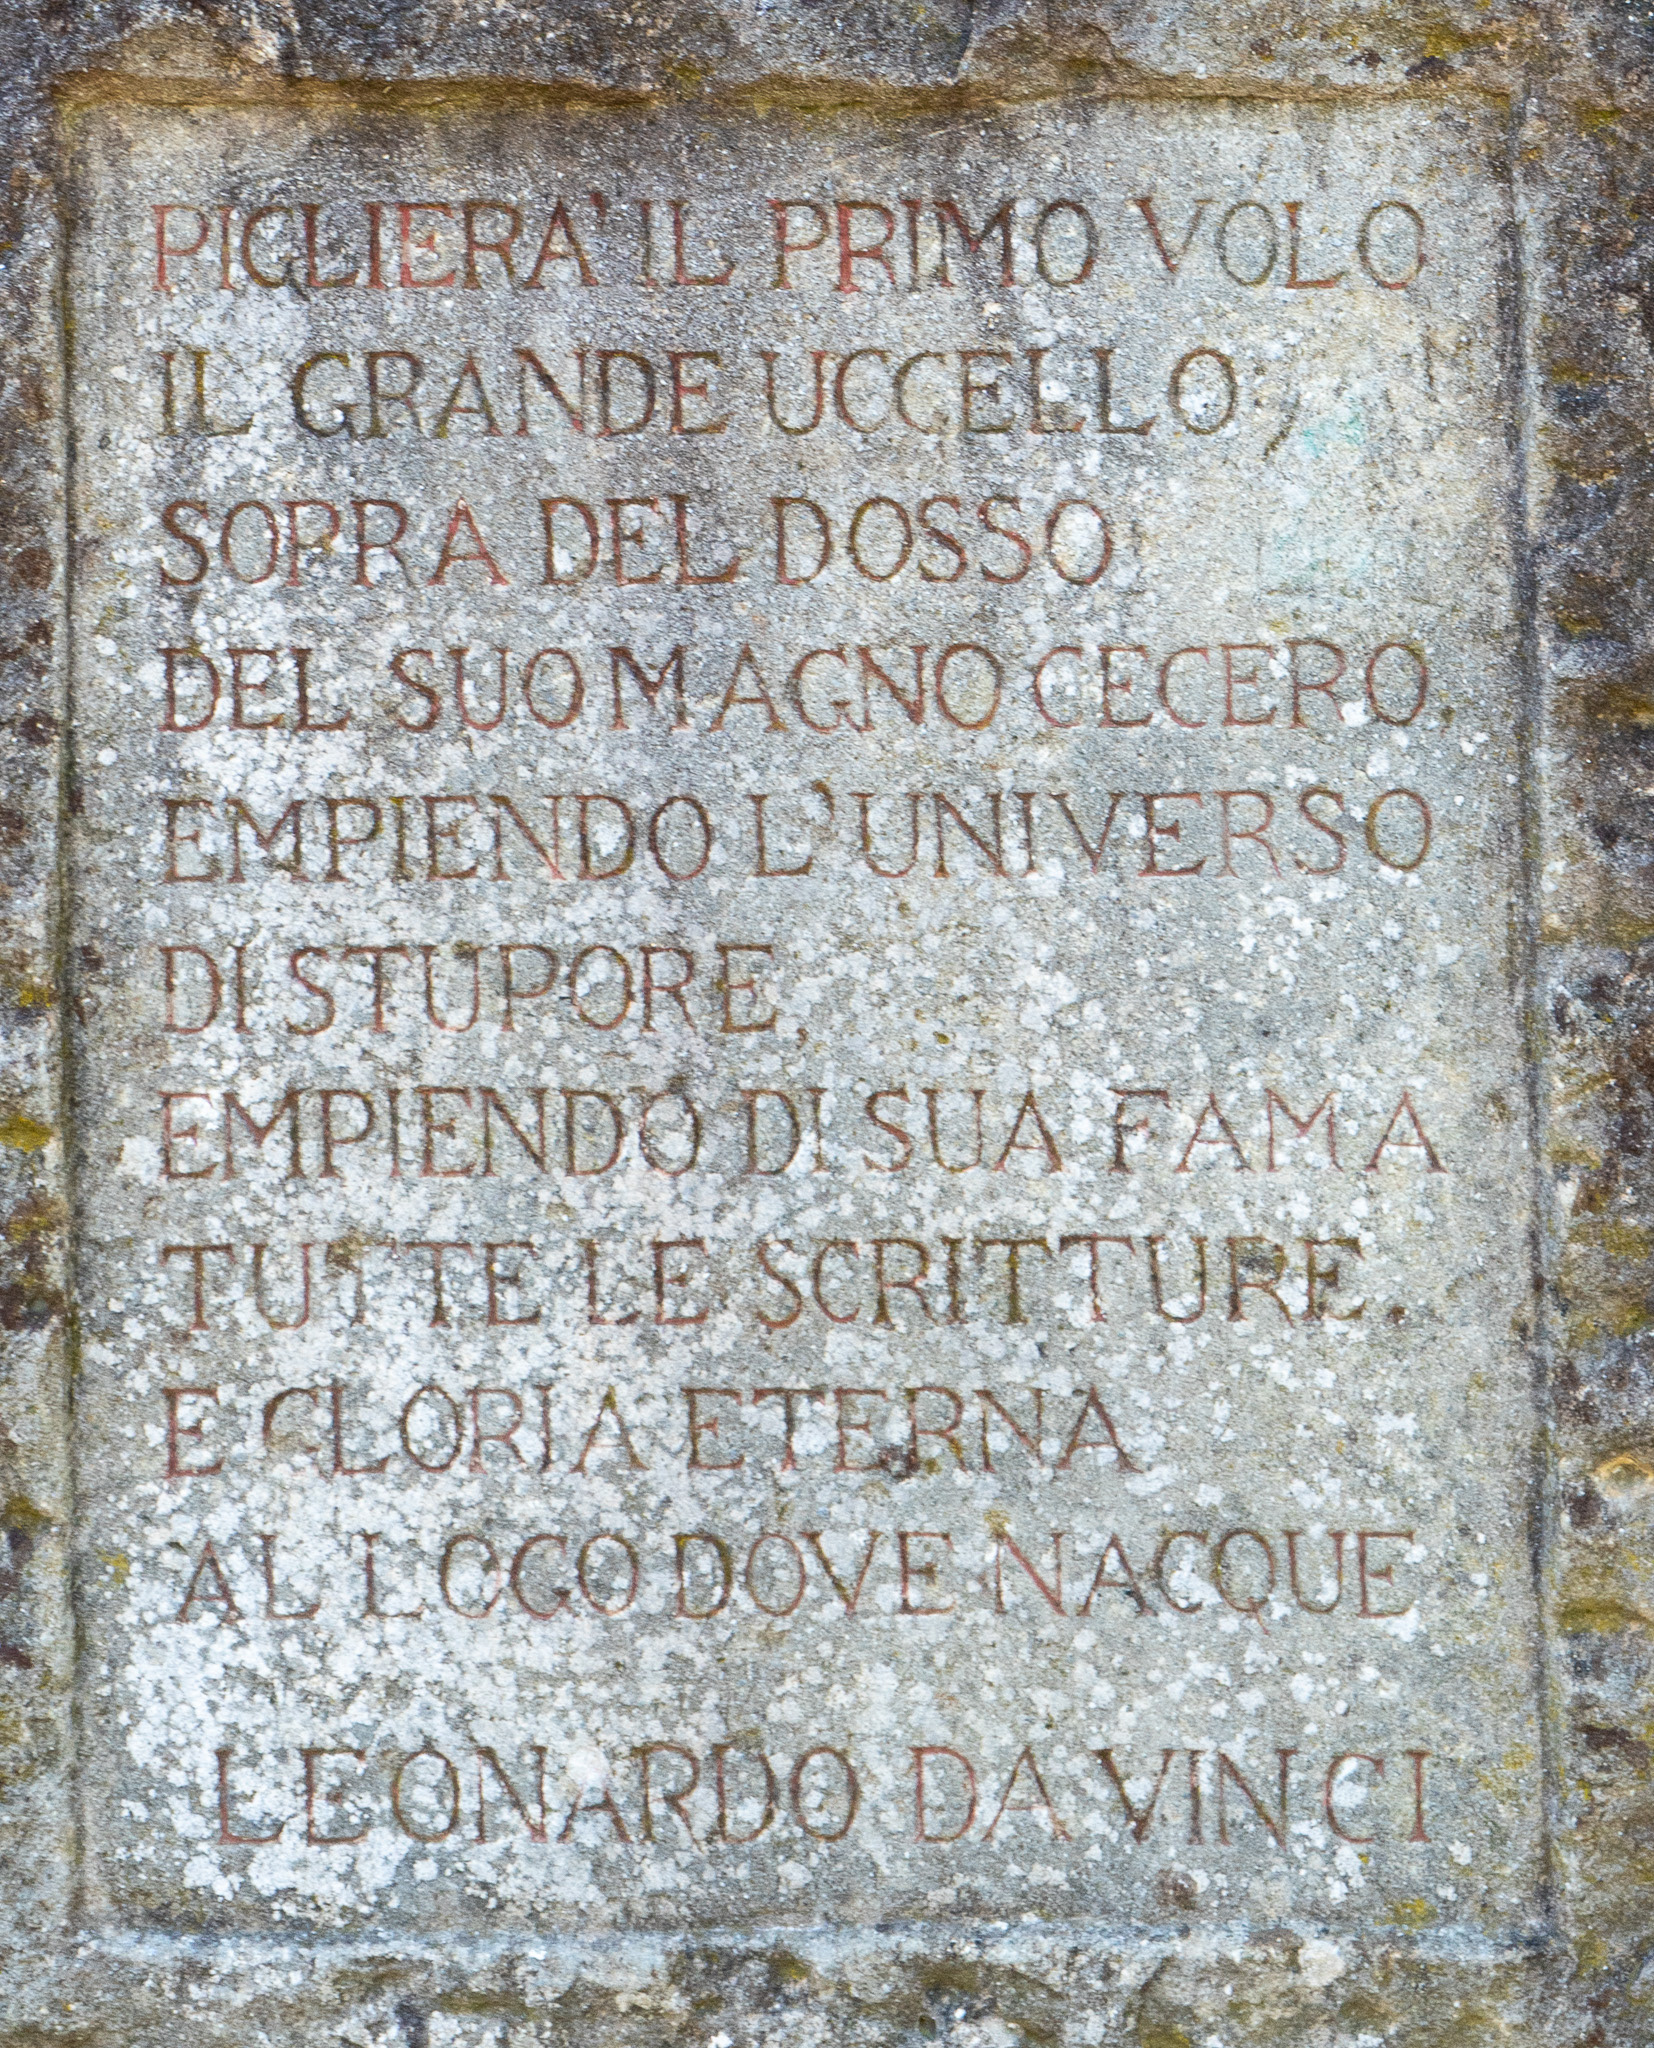 PIGLIERA' IL PRIMO VOLO
IL GRANDE UCCELLO,
SOPRA DEL DOSSO
DEL SUO MAGNO CECERO
EMPIENDO L'UNIVERSO
DI STUPORE,
EMPIENDO DI SUA FAMA
TUTTE LE SCRITTURE.
E GLORIA ETERNA
AL LOGO DOVE NACQUE
LEONARDO DA VINCI